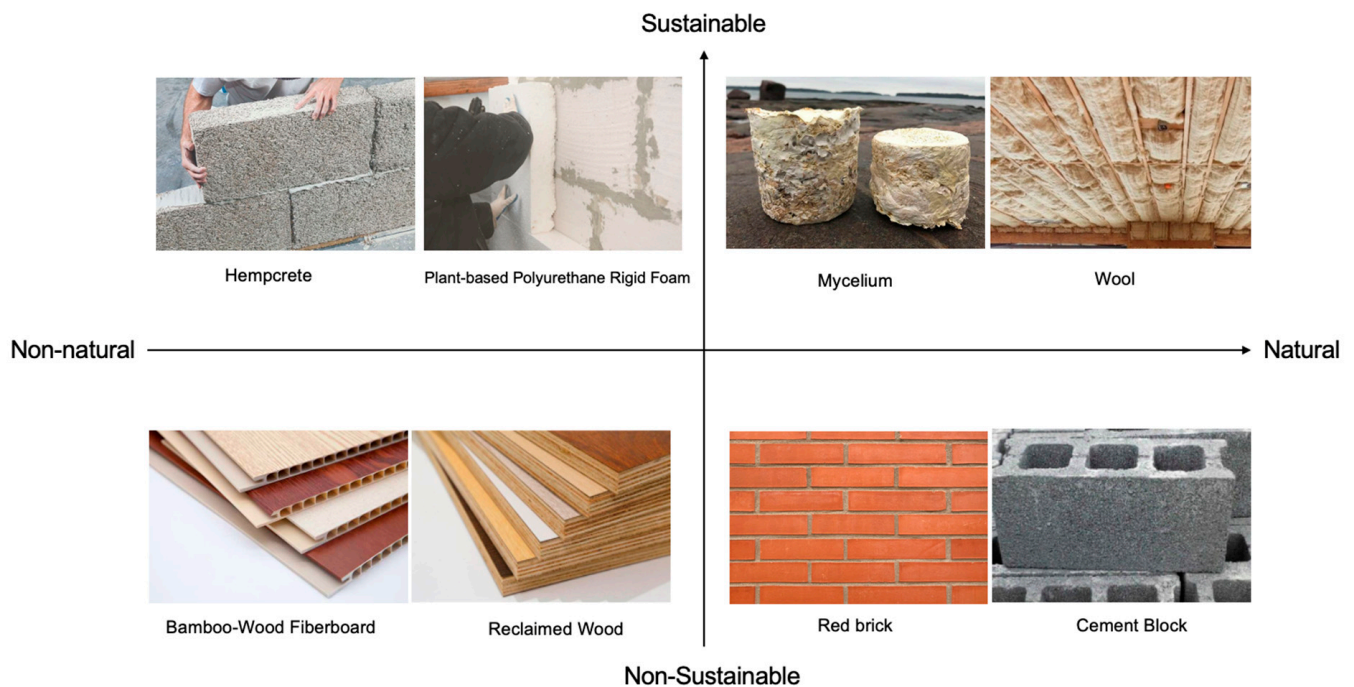 Sustainable
Hempcrete
Plant-based Polyurethane Rigid Foam
Mycelium
Wool
Non-natural
Natural
Bamboo-Wood Fiberboard
Reclaimed Wood
Red brick
Cement Block
Non-Sustainable